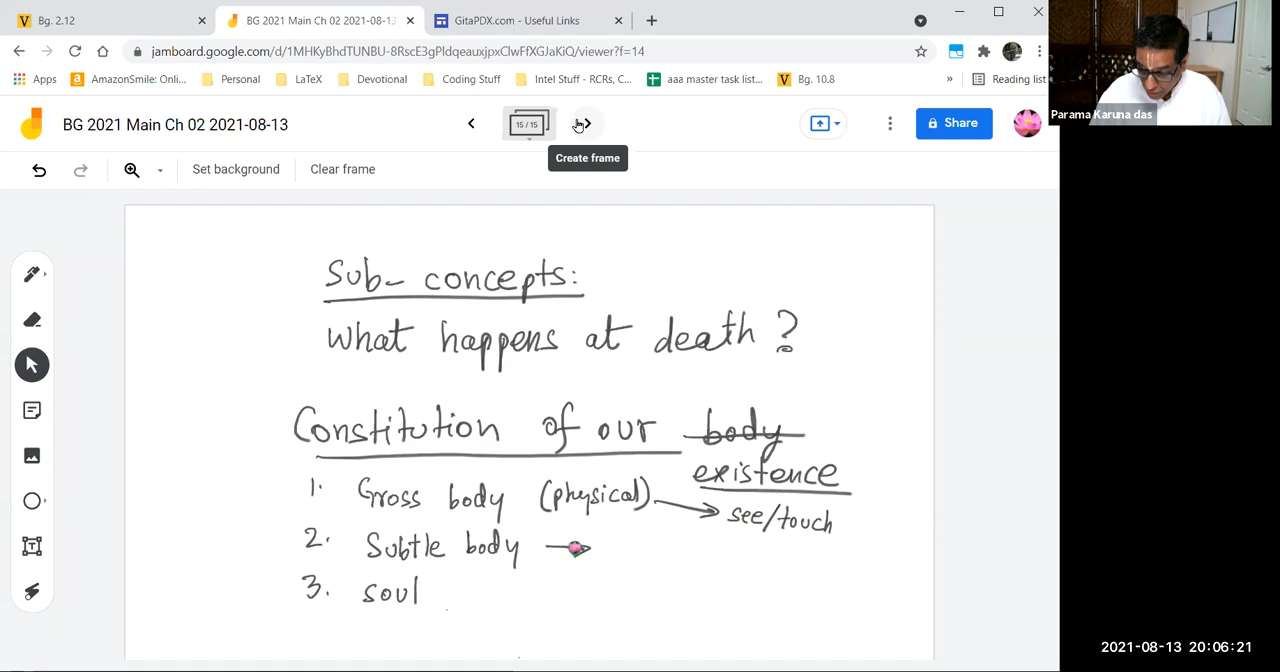 Bg. 2.12
BG 2021 Main Ch 02 2021-08-13
GitaPDX.com - Useful Links
jamboard.google.com/d/1MHKyBhdTUNBU-8RscE3gPldqeauxjpxClwFfXGJaKiQ/viewer?f=14
Apps
AmazonSmile: Onli...
Personal
LaTeX
Devotional
Coding Stuff
Intel Stuff - RCRs, C...
aaa master task list...
Bg. 10.8
»
Reading list
Parama Karuna das
BG 2021 Main Ch 02 2021-08-13
15 / 15
Share
Create frame
Set background
Clear frame
Sub-concepts:
What happens at death?
Constitution of our body
existence
1. Gross body (physical) → see/touch
2. Subtle body →
3. soul
2021-08-13 20:06:21